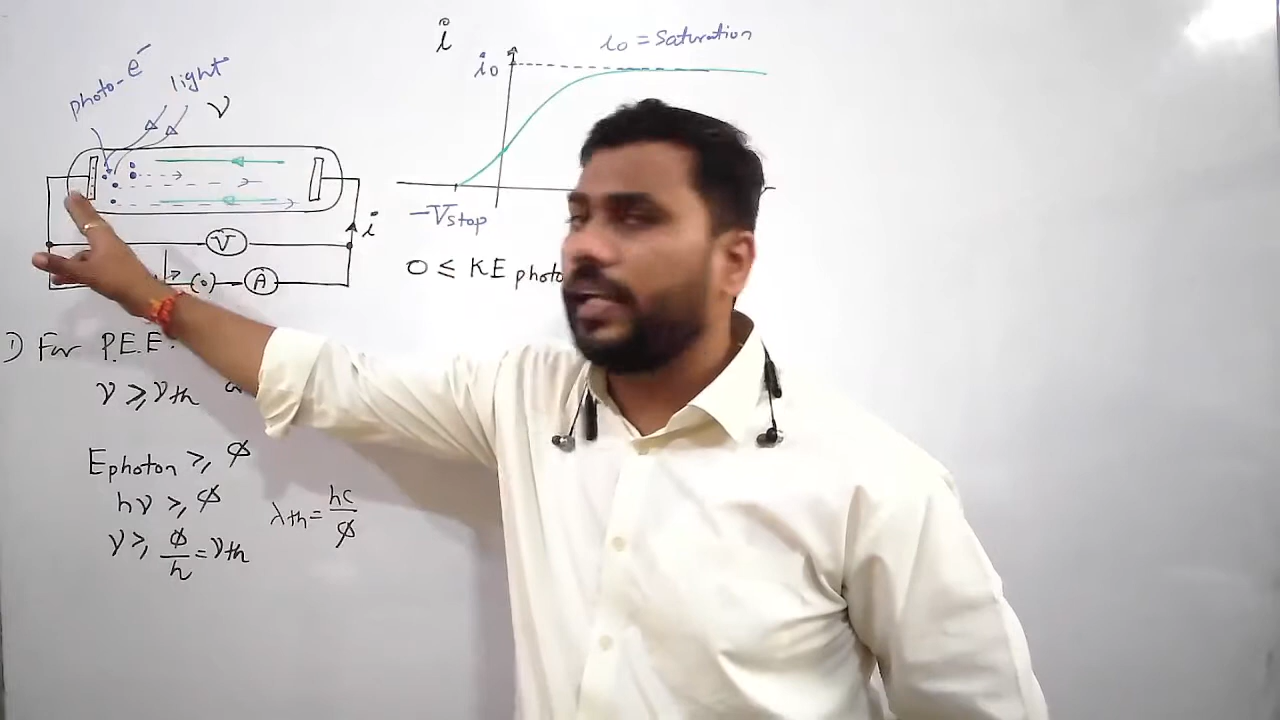 photo-e⁻
light
ν
V
A
i
i
i₀
i₀ = Saturation
-Vstop
0 ≤ KE photo
1) For P.E.E.
ν ≥ νth
Ephoton ≥ φ
hν ≥ φ
ν ≥ φ/h = νth
λth = hc/φ